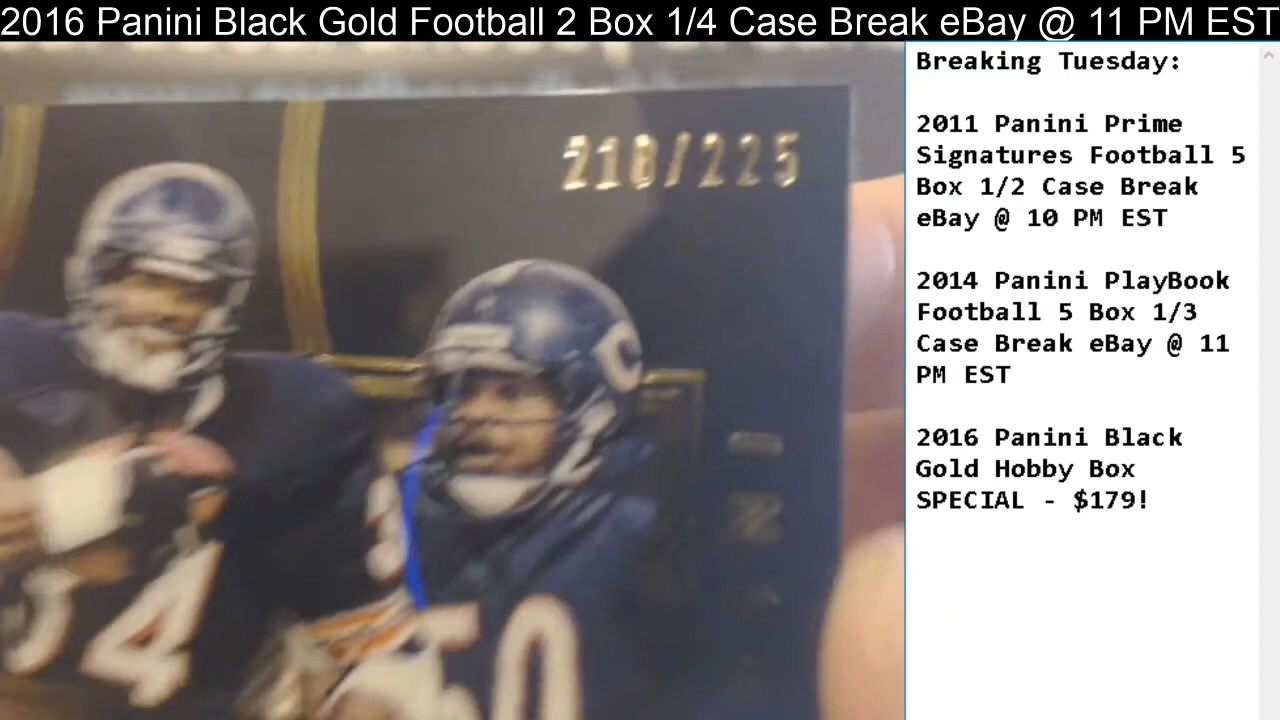 2016 Panini Black Gold Football 2 Box 1/4 Case Break eBay @ 11 PM EST
Breaking Tuesday:
2011 Panini Prime
Signatures Football 5
Box 1/2 Case Break
eBay @ 10 PM EST
2014 Panini PlayBook
Football 5 Box 1/3
Case Break eBay @ 11
PM EST
2016 Panini Black
Gold Hobby Box
SPECIAL - $179!
218/225
C
34
50